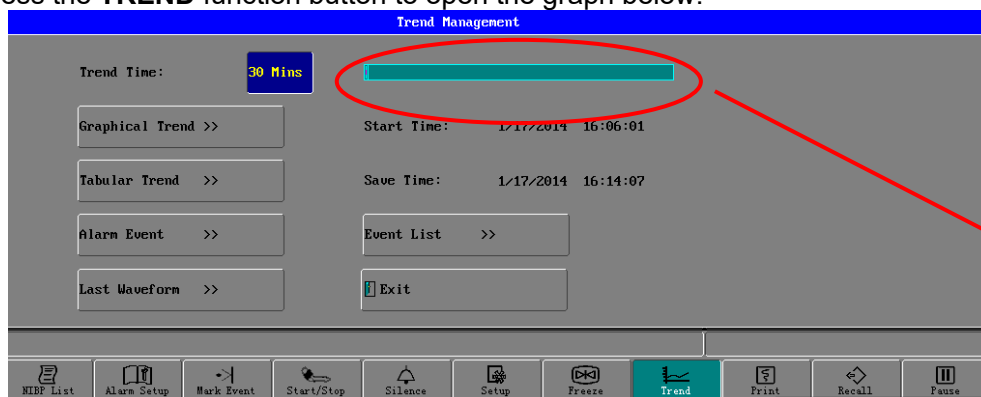 ess the TREND function button to open the graph below.
Trend Management
Trend Time: 30 Mins
Graphical Trend >> Start Time: 1/17/2014 16:06:01
Tabular Trend >> Save Time: 1/17/2014 16:14:07
Alarm Event >> Event List >>
Last Waveform >> Exit
NIBP List Alarm Setup Mark Event Start/Stop Silence Setup Freeze Trend Print Recall Pause